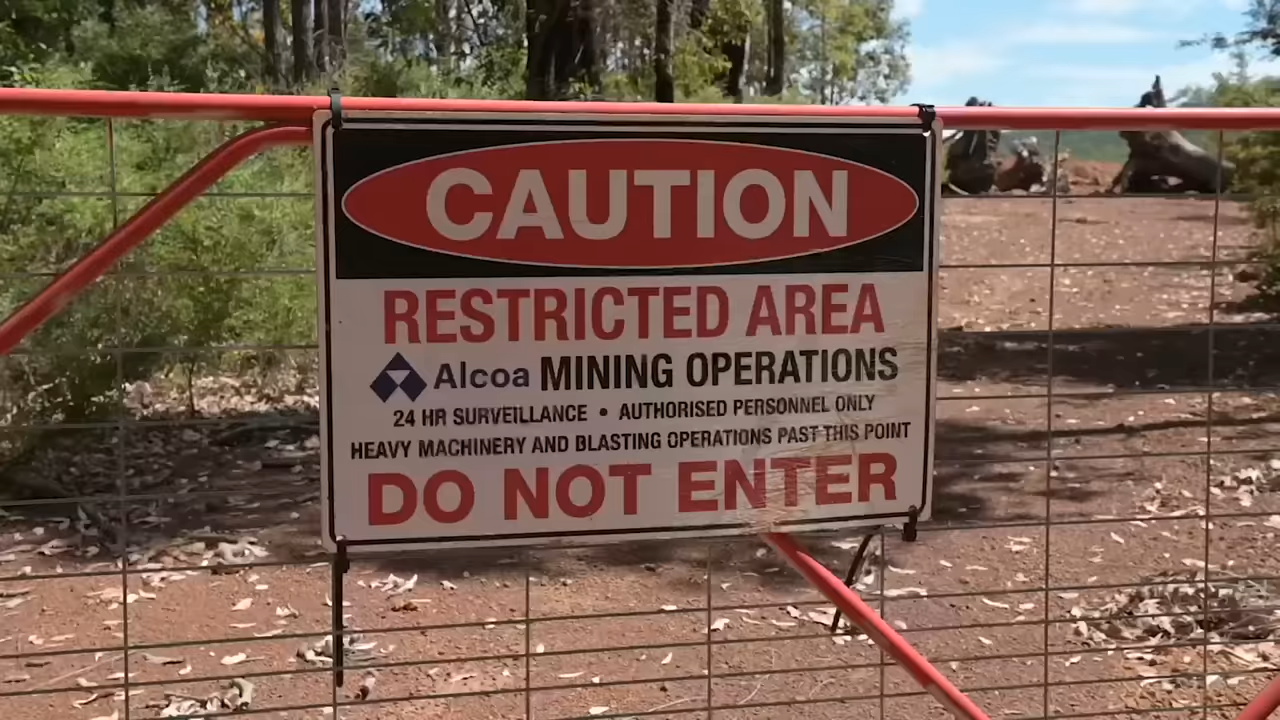 CAUTION
RESTRICTED AREA
Alcoa MINING OPERATIONS
24 HR SURVEILLANCE • AUTHORISED PERSONNEL ONLY
HEAVY MACHINERY AND BLASTING OPERATIONS PAST THIS POINT
DO NOT ENTER